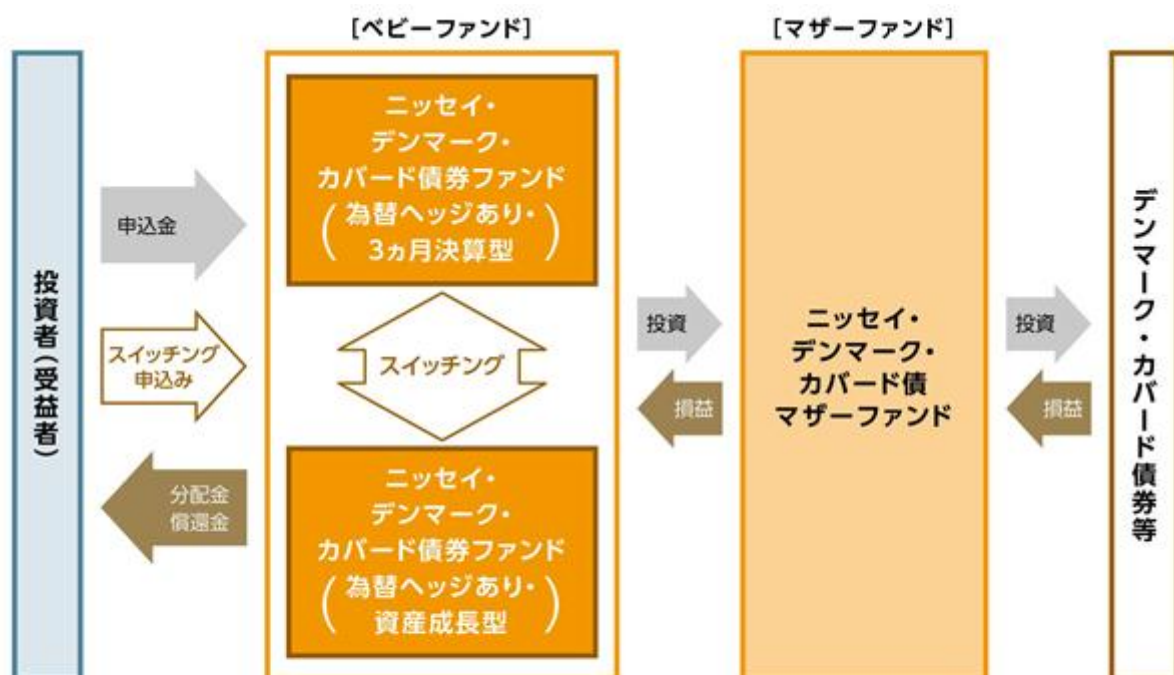 [ベビーファンド]
[マザーファンド]
投資者(受益者)
申込金
スイッチング
申込み
分配金
償還金
ニッセイ・
デンマーク・
カバード債券ファンド
(為替ヘッジあり・
3ヵ月決算型)
スイッチング
ニッセイ・
デンマーク・
カバード債券ファンド
(為替ヘッジあり・
資産成長型)
投資
損益
ニッセイ・
デンマーク・
カバード債
マザーファンド
投資
損益
デンマーク・カバード債券等